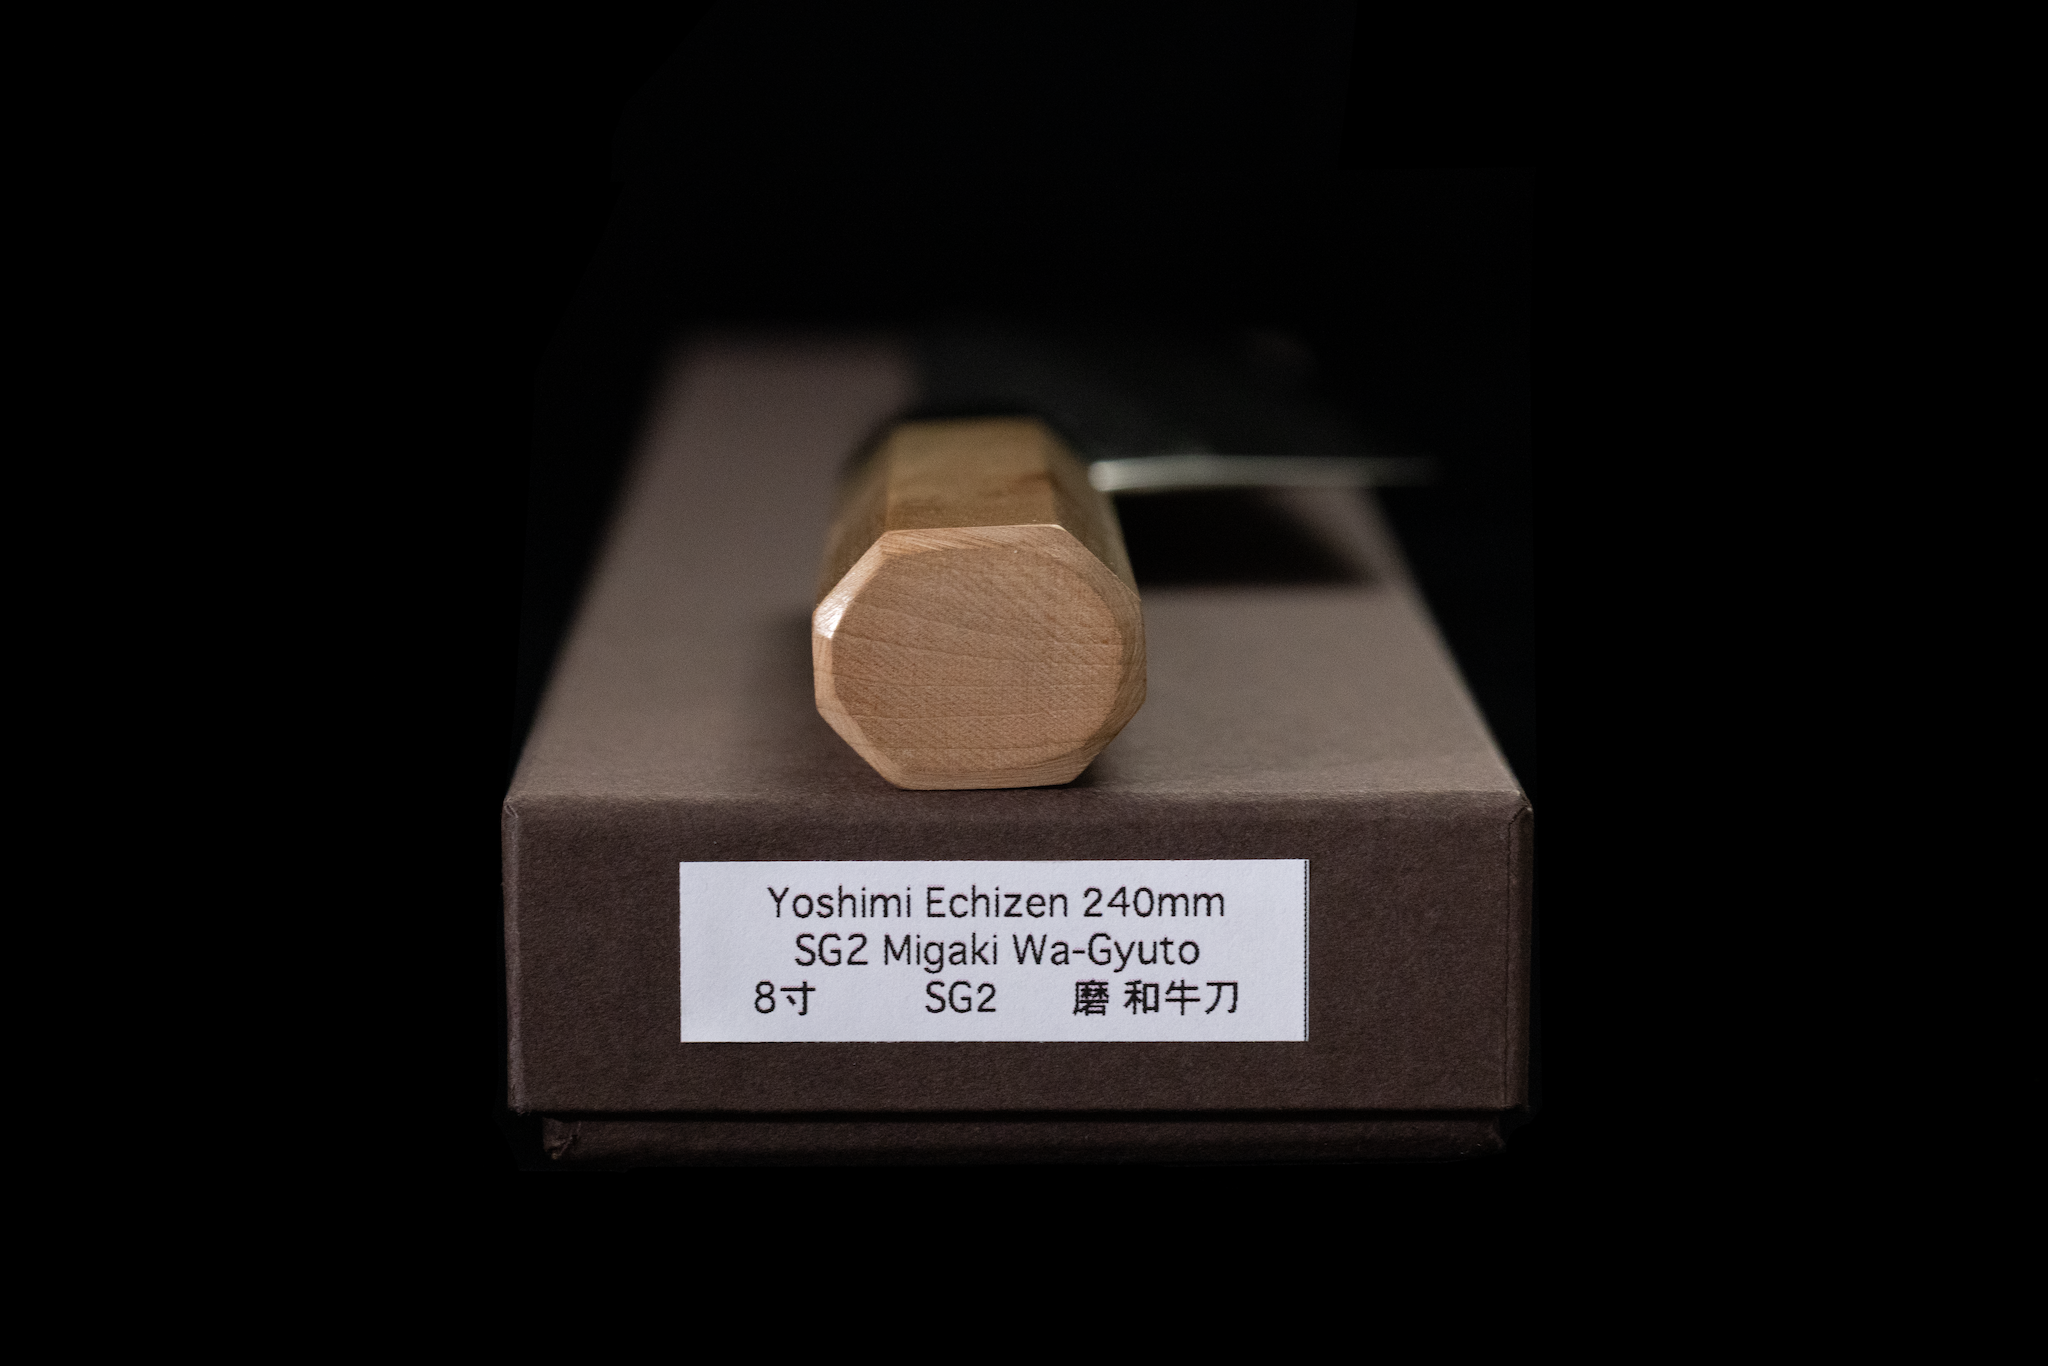 Yoshimi Echizen 240mm
SG2 Migaki Wa-Gyuto
8寸 SG2 磨 和牛刀